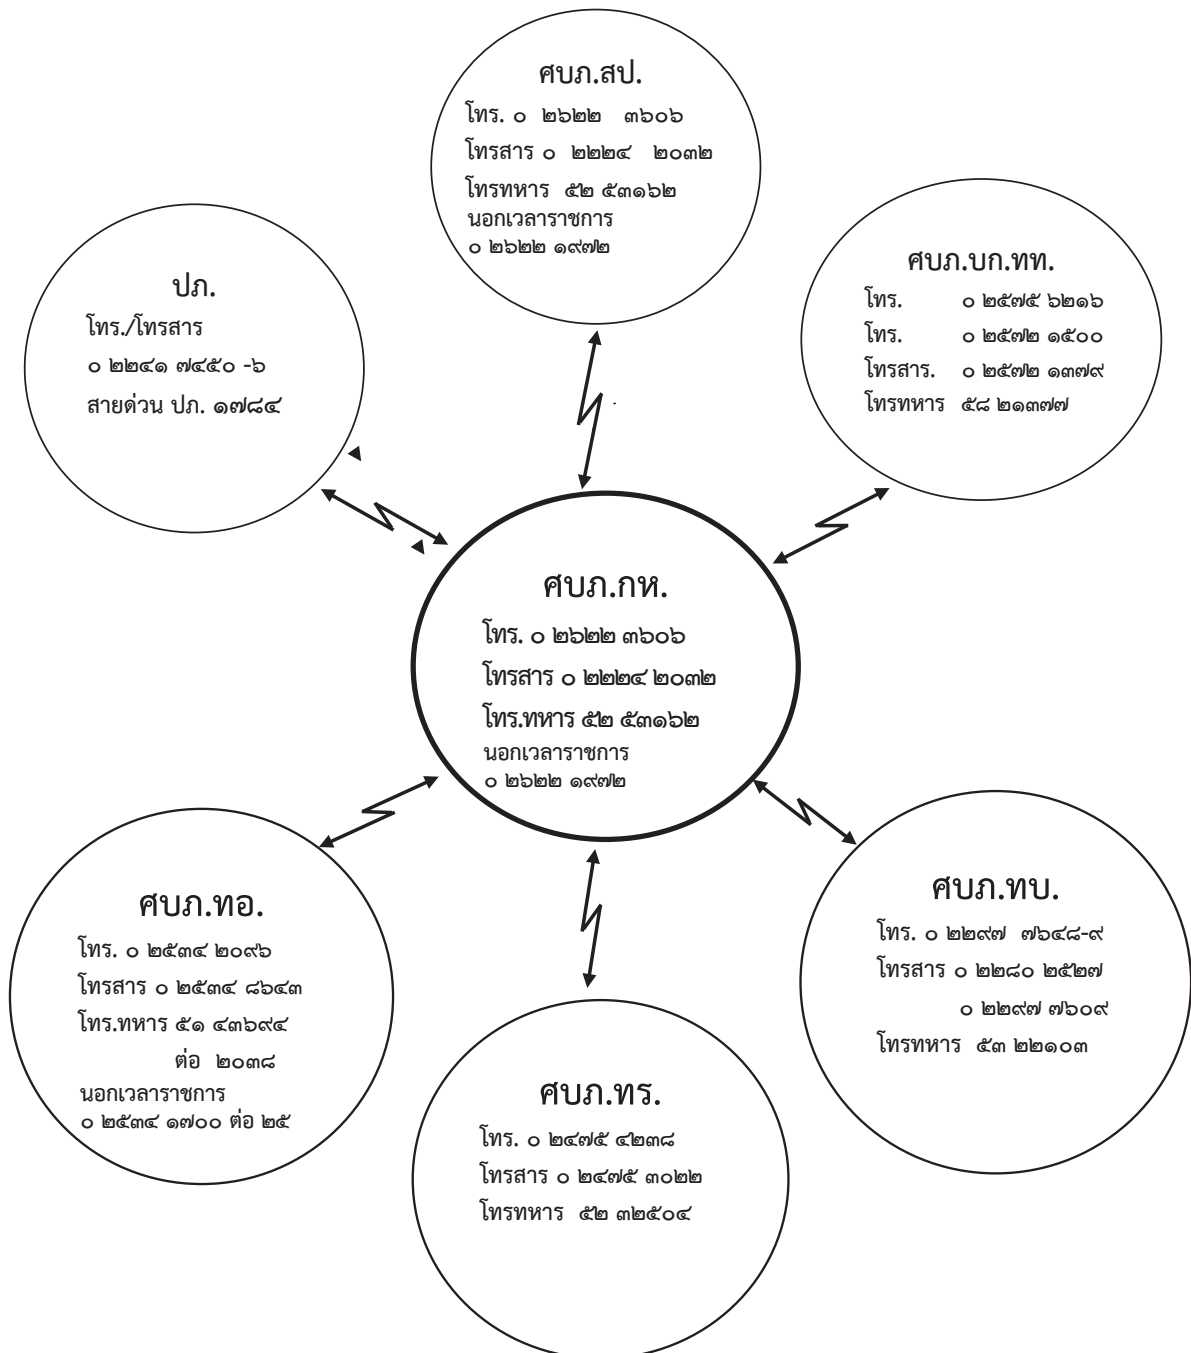 ศบภ.สป.
โทร. ๐ ๒๖๒๒ ๓๖๐๖
โทรสาร ๐ ๒๒๒๔ ๒๐๓๒
โทรทหาร ๕๒ ๕๓๑๖๒
นอกเวลาราชการ
๐ ๒๖๒๒ ๑๙๗๒
ปภ.
โทร./โทรสาร
๐ ๒๒๔๑ ๗๔๕๐ -๖
สายด่วน ปภ. ๑๗๘๔
ศบภ.บก.ทท.
โทร. ๐ ๒๕๗๕ ๖๒๑๖
โทร. ๐ ๒๕๗๒ ๑๕๐๐
โทรสาร. ๐ ๒๕๗๒ ๑๓๗๙
โทรทหาร ๕๘ ๒๑๓๗๗
ศบภ.กห.
โทร. ๐ ๒๖๒๒ ๓๖๐๖
โทรสาร ๐ ๒๒๒๔ ๒๐๓๒
โทร.ทหาร ๕๒ ๕๓๑๖๒
นอกเวลาราชการ
๐ ๒๖๒๒ ๑๙๗๒
ศบภ.ทอ.
โทร. ๐ ๒๕๓๔ ๒๐๙๖
โทรสาร ๐ ๒๕๓๔ ๘๖๔๓
โทร.ทหาร ๕๑ ๔๓๖๙๔
ต่อ ๒๐๓๘
นอกเวลาราชการ
๐ ๒๕๓๔ ๑๗๐๐ ต่อ ๒๕
ศบภ.ทบ.
โทร. ๐ ๒๒๙๗ ๗๖๔๘-๙
โทรสาร ๐ ๒๒๘๐ ๒๕๒๗
๐ ๒๒๙๗ ๗๖๐๙
โทรทหาร ๕๓ ๒๒๑๐๓
ศบภ.ทร.
โทร. ๐ ๒๔๗๕ ๔๒๓๘
โทรสาร ๐ ๒๔๗๕ ๓๐๒๒
โทรทหาร ๕๒ ๓๒๕๐๔